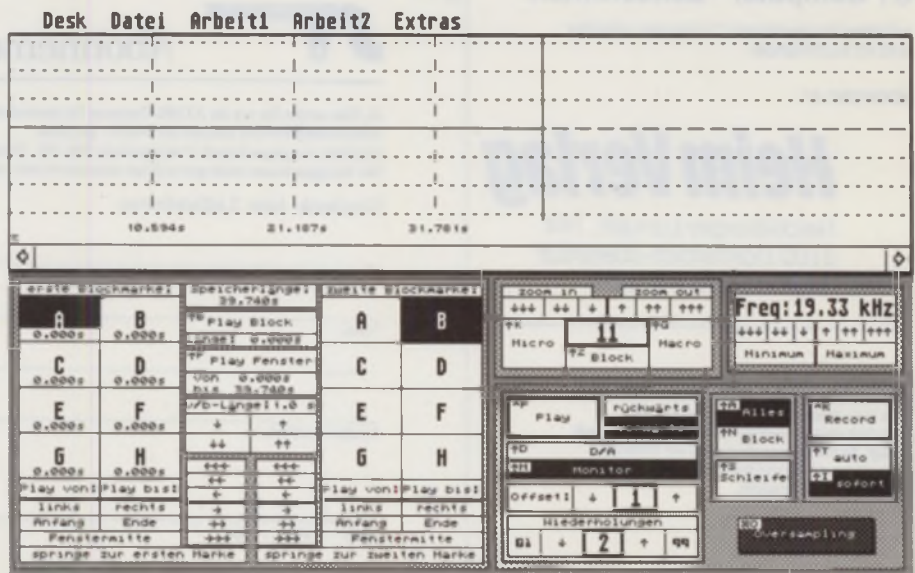 Desk Datei Arbeit1 Arbeit2 Extras
10.594s 21.187s 31.781s
erste Blockmarke:
A 0.000s
B 0.000s
C 0.000s
D 0.000s
E 0.000s
F 0.000s
G 0.000s
H 0.000s
Play von: Play bis:
links rechts
Anfang Ende
Fenstermitte
springe zur ersten Marke
Speicherlänge:
39.740s
Play Block
Länge: 0.000s
Play Fenster
von 0.000s
bis 39.740s
v/b-Länge:1.0 s
zweite Blockmarke:
A B
C D
E F
G H
Play von: Play bis:
links rechts
Anfang Ende
Fenstermitte
springe zur zweiten Marke
zoom in zoom out
↓↓↓ ↓↓ ↓ ↑ ↑↑ ↑↑↑
↑K Micro
11
↑Z Block
↑G Macro
Freq:19.33 kHz
↓↓↓ ↓↓ ↓ ↑ ↑↑ ↑↑↑
Minimum Maximum
Play
rückwärts
↑D D/A
↑M Monitor
Offset: ↓ 1 ↑
Wiederholungen
01 ↓ 2 ↑ 99
↑A Alles
↑N Block
↑S Schleife
Record
↑T auto
↑I sofort
Oversampling